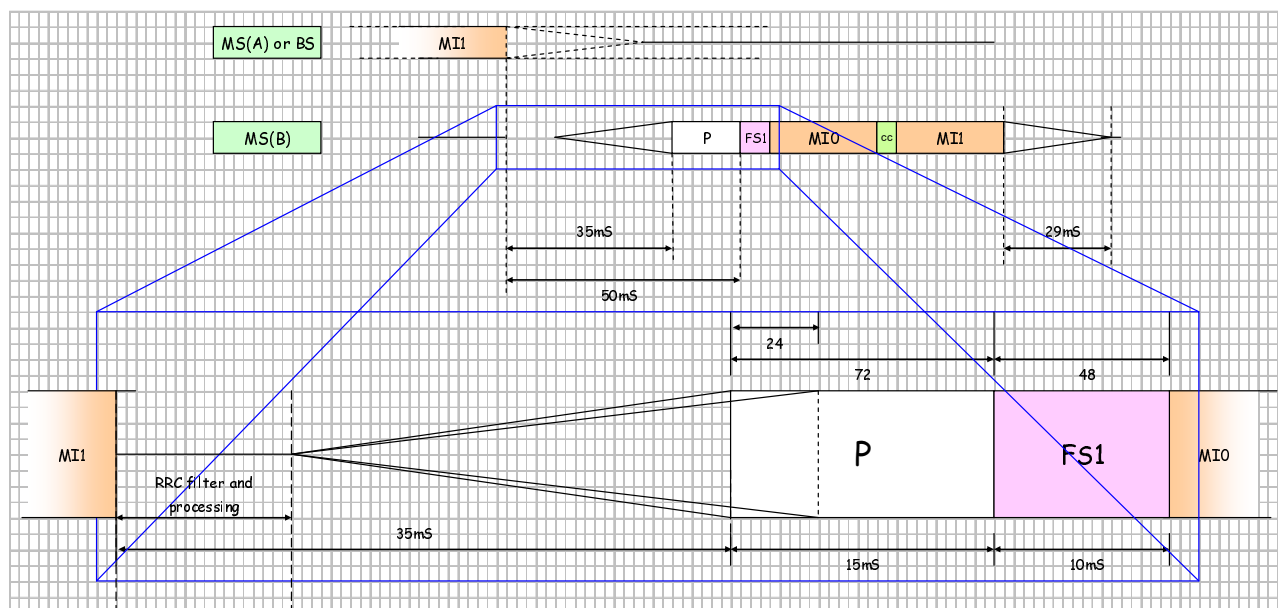 MS(A) or BS
MI1
MS(B)
P
FS1
MI0
cc
MI1
35mS
29mS
50mS
24
72
48
MI1
P
FS1
MI0
RRC filter and
processing
35mS
15mS
10mS